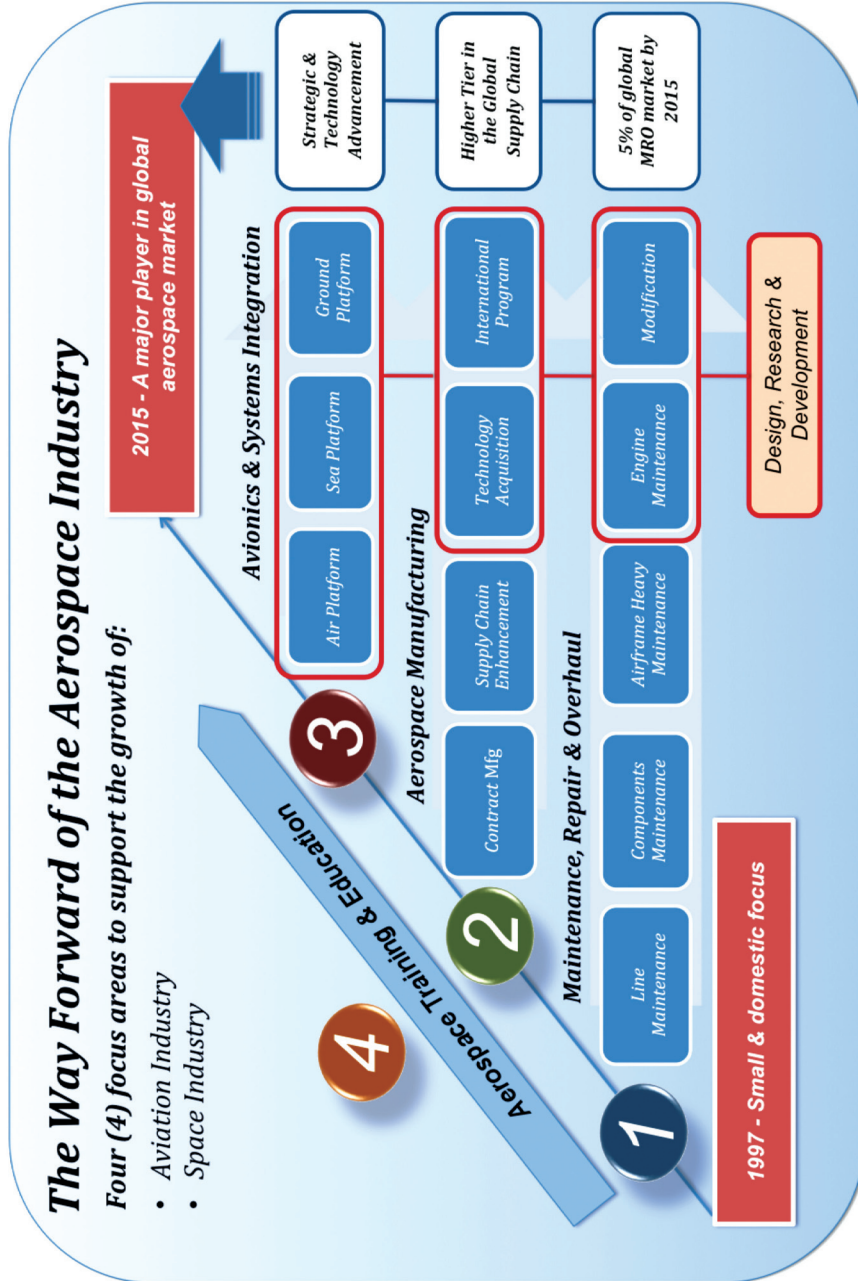 The Way Forward of the Aerospace Industry
Four (4) focus areas to support the growth of:
• Aviation Industry
• Space Industry
2015 - A major player in global
aerospace market
4
Aerospace Training & Education
3
Avionics & Systems Integration
Air Platform
Sea Platform
Ground
Platform
Strategic &
Technology
Advancement
2
Aerospace Manufacturing
Contract Mfg
Supply Chain
Enhancement
Technology
Acquisition
International
Program
Higher Tier in
the Global
Supply Chain
1
Maintenance, Repair & Overhaul
Line
Maintenance
Components
Maintenance
Airframe Heavy
Maintenance
Engine
Maintenance
Modification
5% of global
MRO market by
2015
1997 - Small & domestic focus
Design, Research &
Development